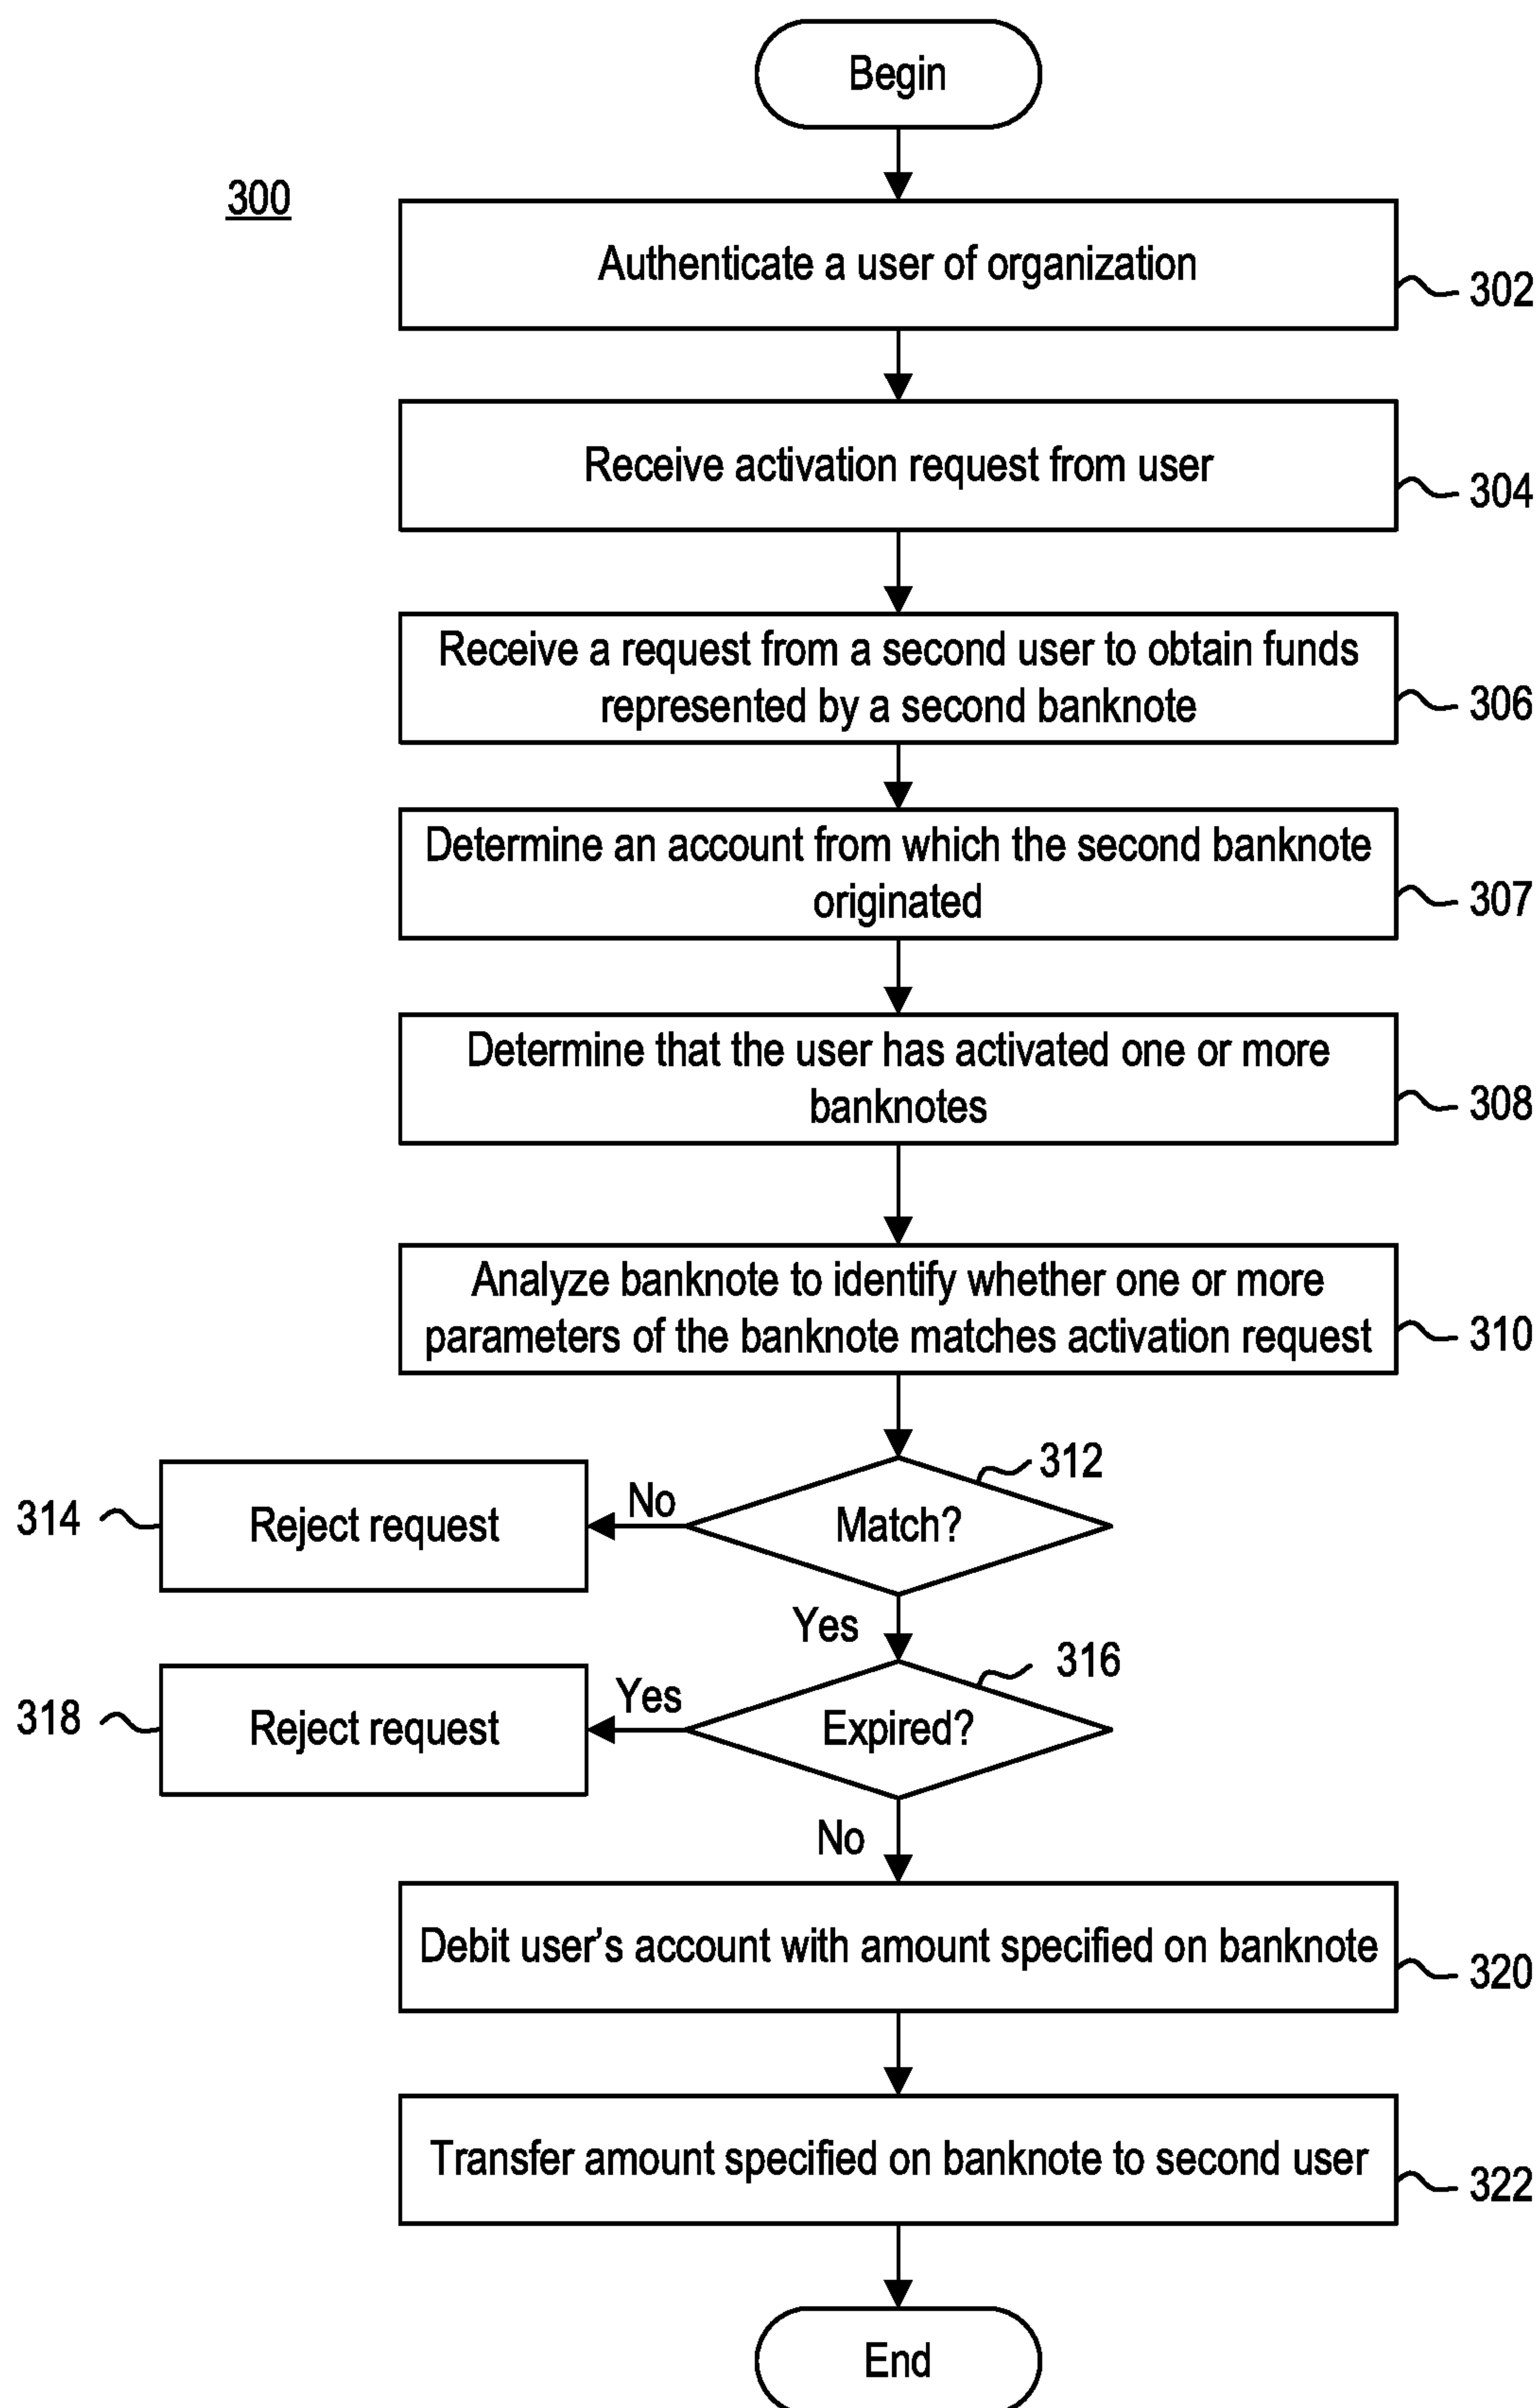 Begin
300
Authenticate a user of organization
302
Receive activation request from user
304
Receive a request from a second user to obtain funds
represented by a second banknote
306
Determine an account from which the second banknote
originated
307
Determine that the user has activated one or more
banknotes
308
Analyze banknote to identify whether one or more
parameters of the banknote matches activation request
310
312
Match?
No
314
Reject request
Yes
316
Expired?
Yes
318
Reject request
No
Debit user’s account with amount specified on banknote
320
Transfer amount specified on banknote to second user
322
End